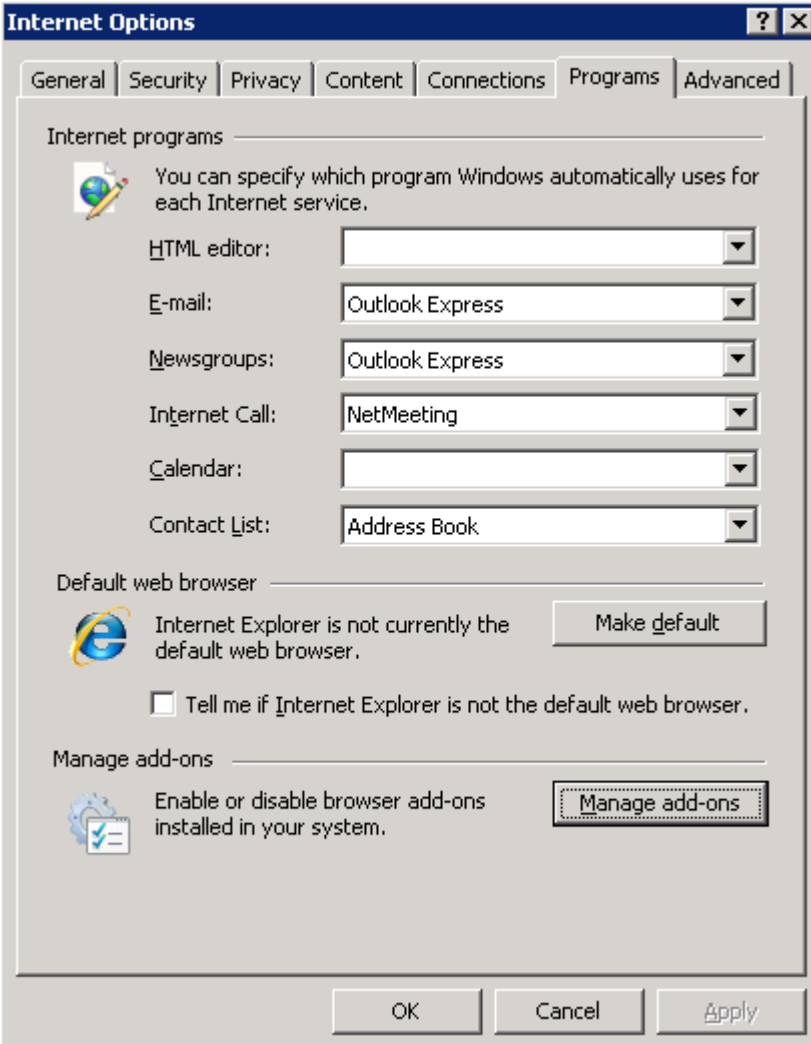 Internet Options
General Security Privacy Content Connections Programs Advanced
Internet programs
You can specify which program Windows automatically uses for
each Internet service.
HTML editor:
E-mail: Outlook Express
Newsgroups: Outlook Express
Internet Call: NetMeeting
Calendar:
Contact List: Address Book
Default web browser
Internet Explorer is not currently the
default web browser.
Make default
Tell me if Internet Explorer is not the default web browser.
Manage add-ons
Enable or disable browser add-ons
installed in your system.
Manage add-ons
OK Cancel Apply